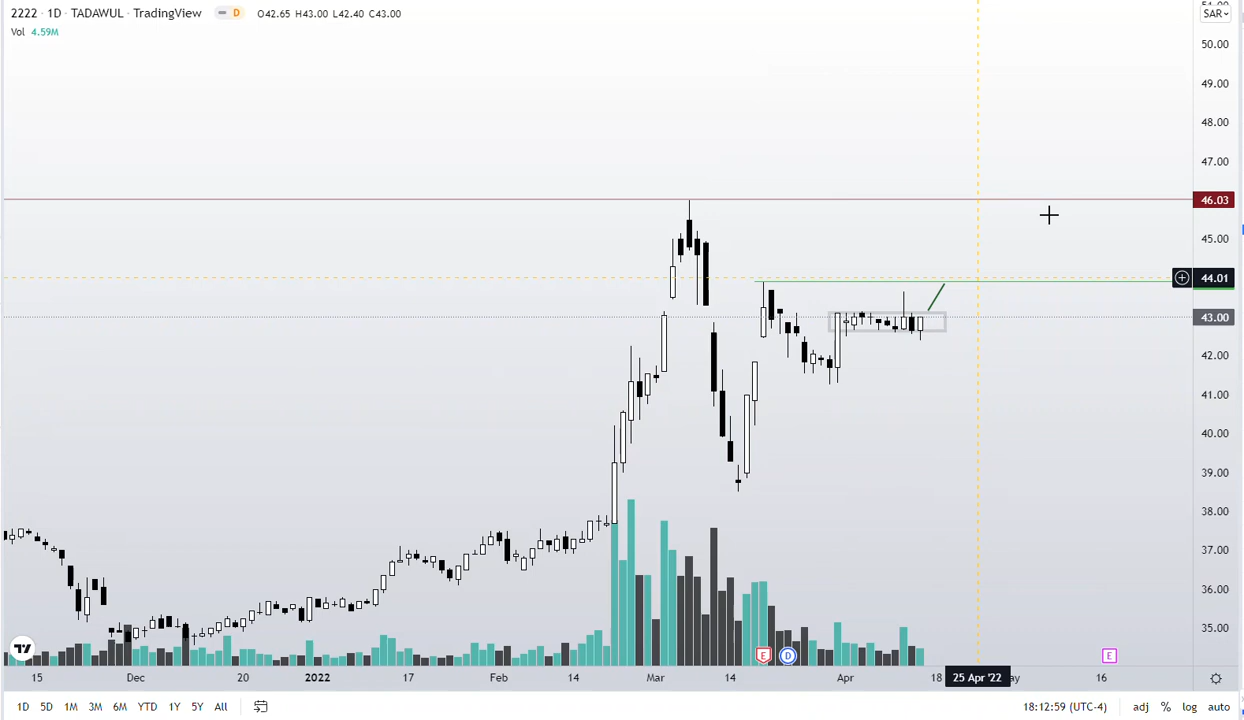 2222 · 1D · TADAWUL · TradingView D O42.65 H43.00 L42.40 C43.00
Vol 4.59M
SAR
50.00
49.00
48.00
47.00
46.03
45.00
44.01
43.00
42.00
41.00
40.00
39.00
38.00
37.00
36.00
35.00
E D E
15 Dec 20 2022 17 Feb 14 Mar 14 Apr 18 25 Apr '22 16
1D 5D 1M 3M 6M YTD 1Y 5Y All 18:12:59 (UTC-4) adj % log auto